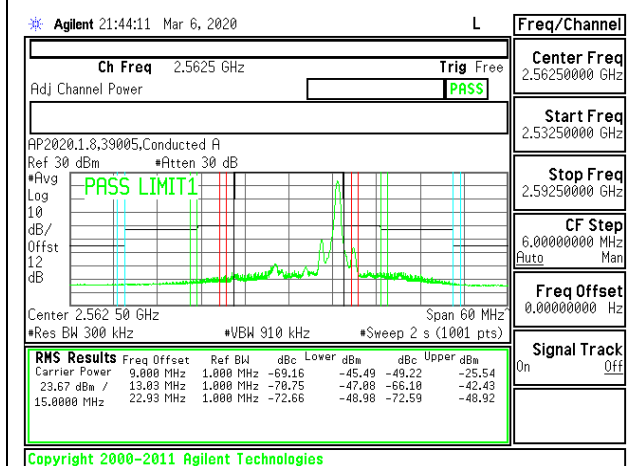 Agilent 21:44:11 Mar 6, 2020 L
Freq/Channel
Ch Freq 2.5625 GHz Trig Free
Adj Channel Power PASS
AP2020.1.8,39005,Conducted A
Ref 30 dBm #Atten 30 dB
#Avg
Log
10
dB/
Offst
12
dB
PASS LIMIT1
Center 2.562 50 GHz Span 60 MHz
#Res BW 300 kHz #VBW 910 kHz #Sweep 2 s (1001 pts)
RMS Results Freq Offset Ref BW dBc Lower dBm dBc Upper dBm
Carrier Power 9.000 MHz 1.000 MHz -69.16 -45.49 -49.22 -25.54
23.67 dBm / 13.03 MHz 1.000 MHz -70.75 -47.08 -66.10 -42.43
15.0000 MHz 22.93 MHz 1.000 MHz -72.66 -48.98 -72.59 -48.92
Center Freq
2.56250000 GHz
Start Freq
2.53250000 GHz
Stop Freq
2.59250000 GHz
CF Step
6.00000000 MHz
Auto Man
Freq Offset
0.00000000 Hz
Signal Track
On Off
Copyright 2000-2011 Agilent Technologies